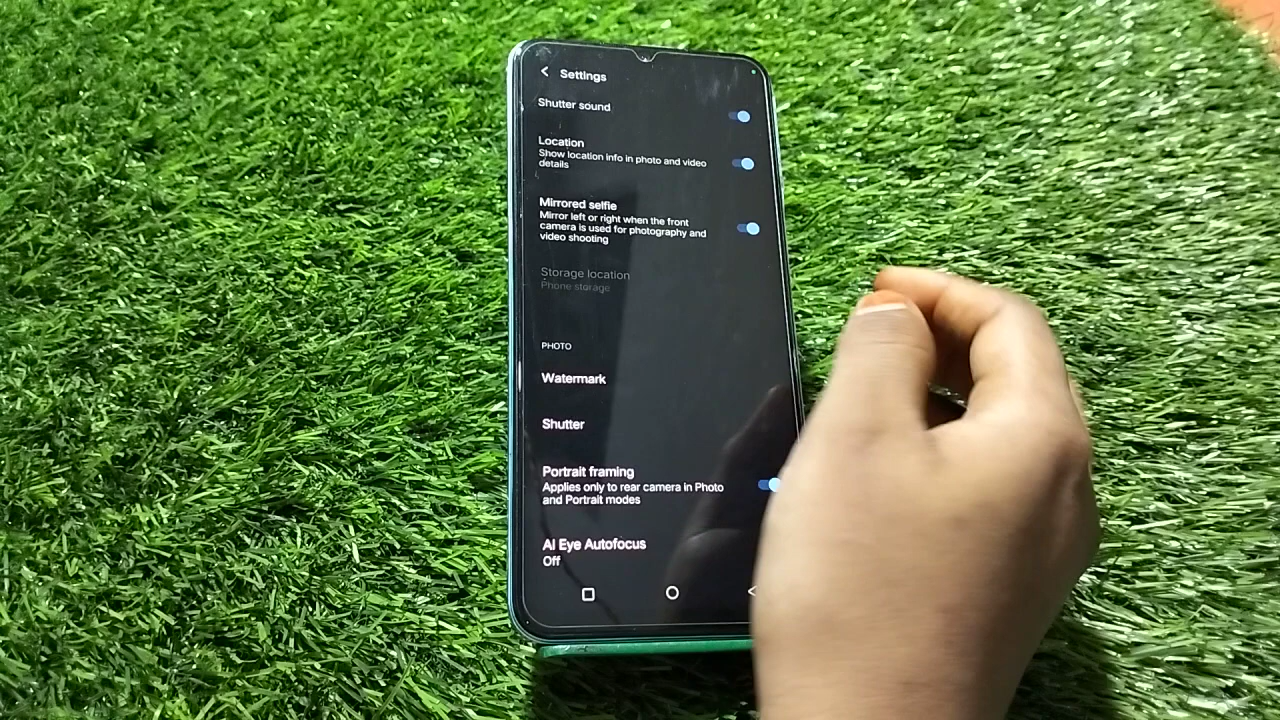 Settings
Shutter sound
Location
Show location info in photo and video
details
Mirrored selfie
Mirror left or right when the front
camera is used for photography and
video shooting
Storage location
Phone storage
PHOTO
Watermark
Shutter
Portrait framing
Applies only to rear camera in Photo
and Portrait modes
AI Eye Autofocus
Off